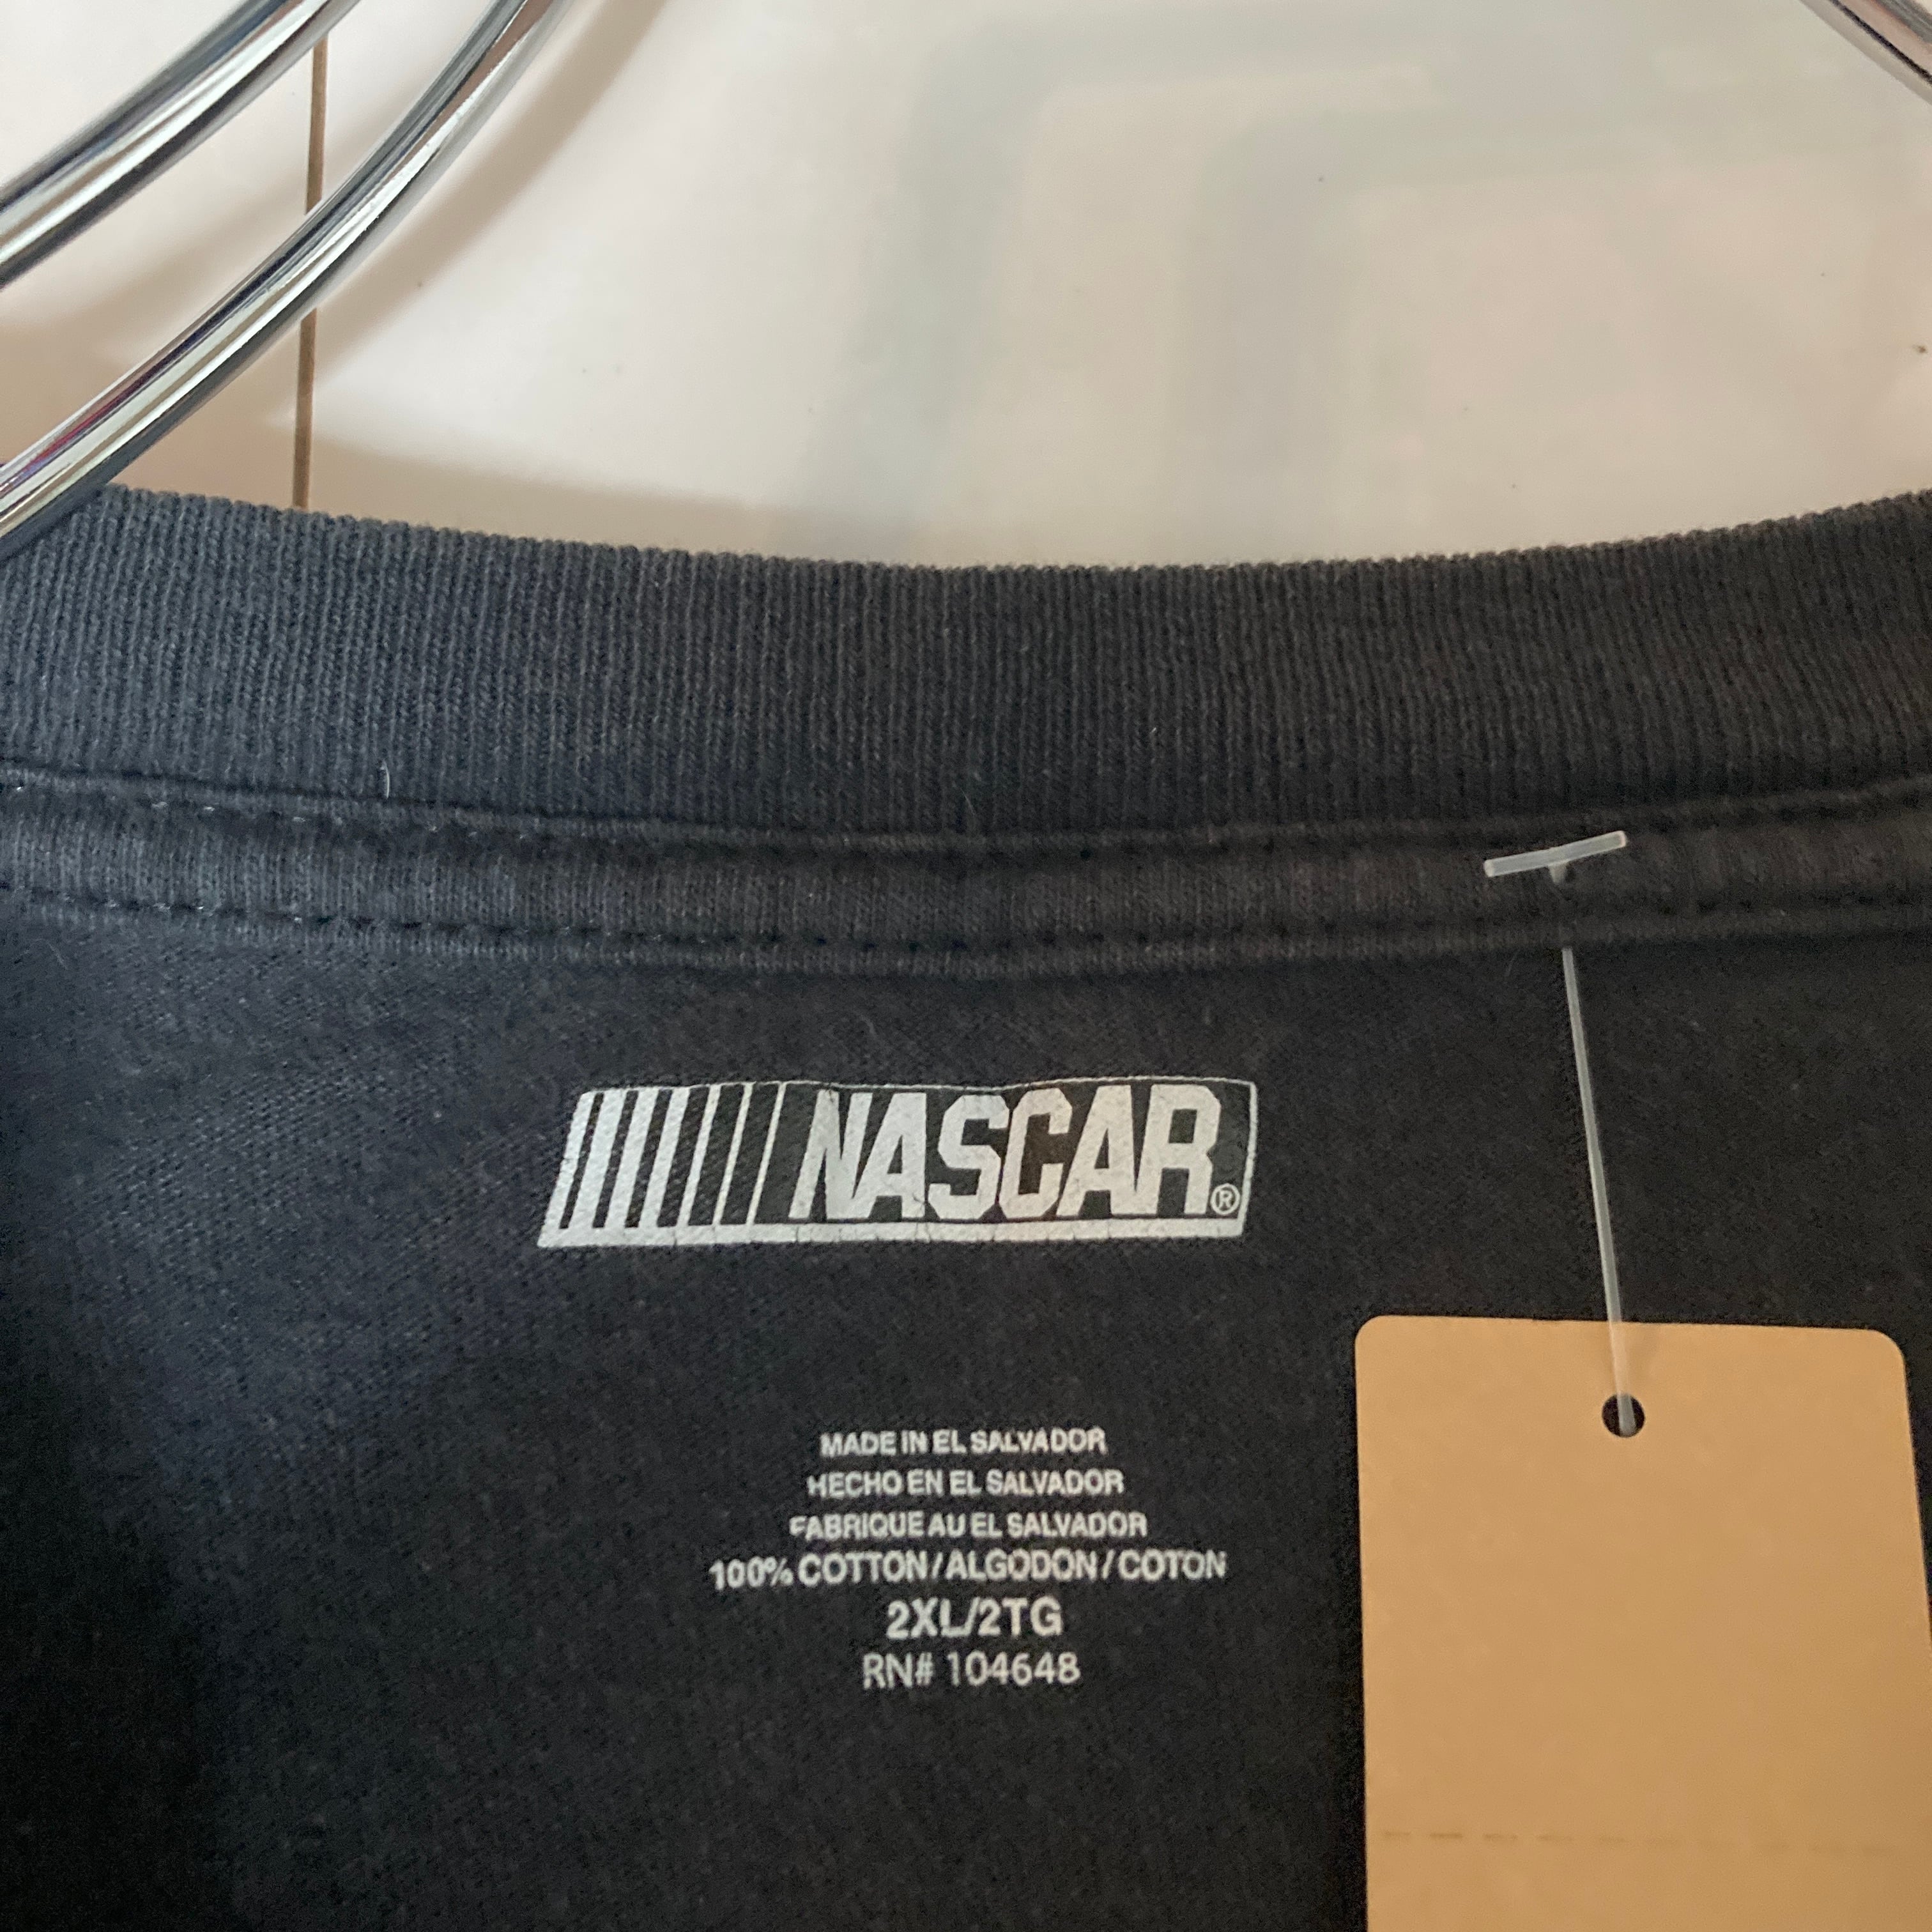 NASCAR®
MADE IN EL SALVADOR
HECHO EN EL SALVADOR
FABRIQUE AU EL SALVADOR
100% COTTON/ALGODON/COTON
2XL/2TG
RN# 104648